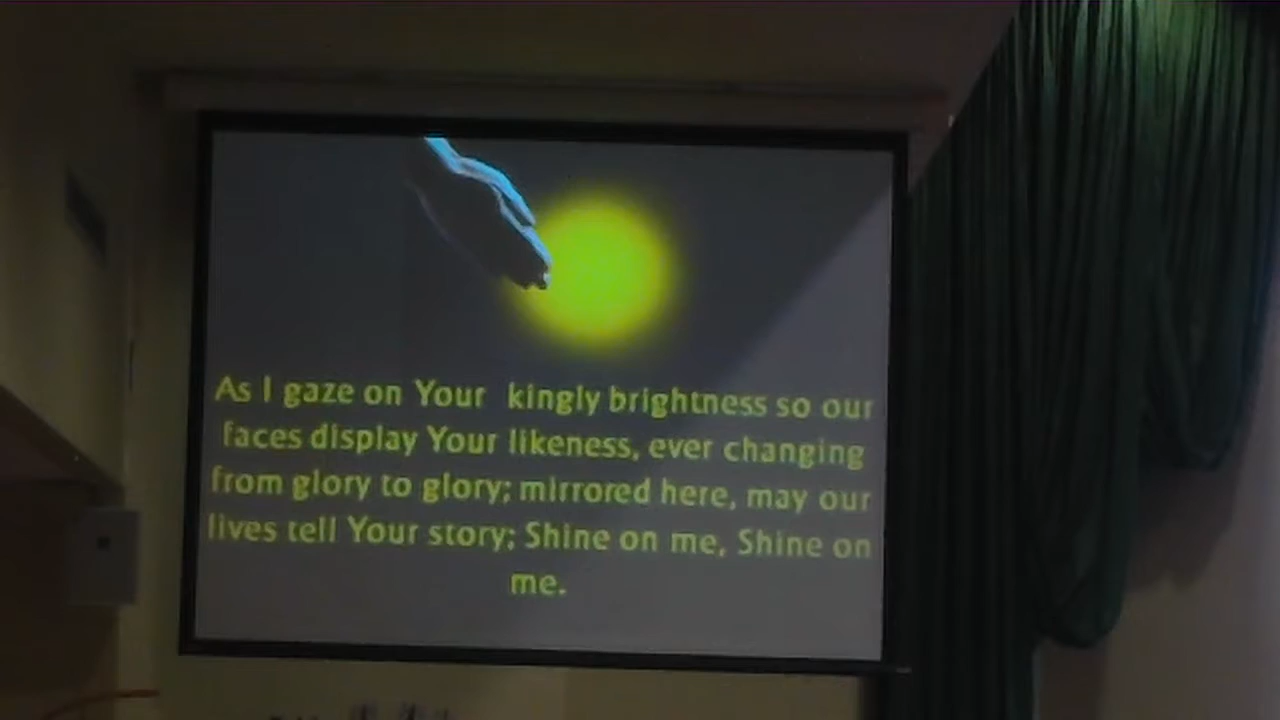 As I gaze on Your kingly brightness so our
faces display Your likeness, ever changing
from glory to glory; mirrored here, may our
lives tell Your story; Shine on me, Shine on
me.